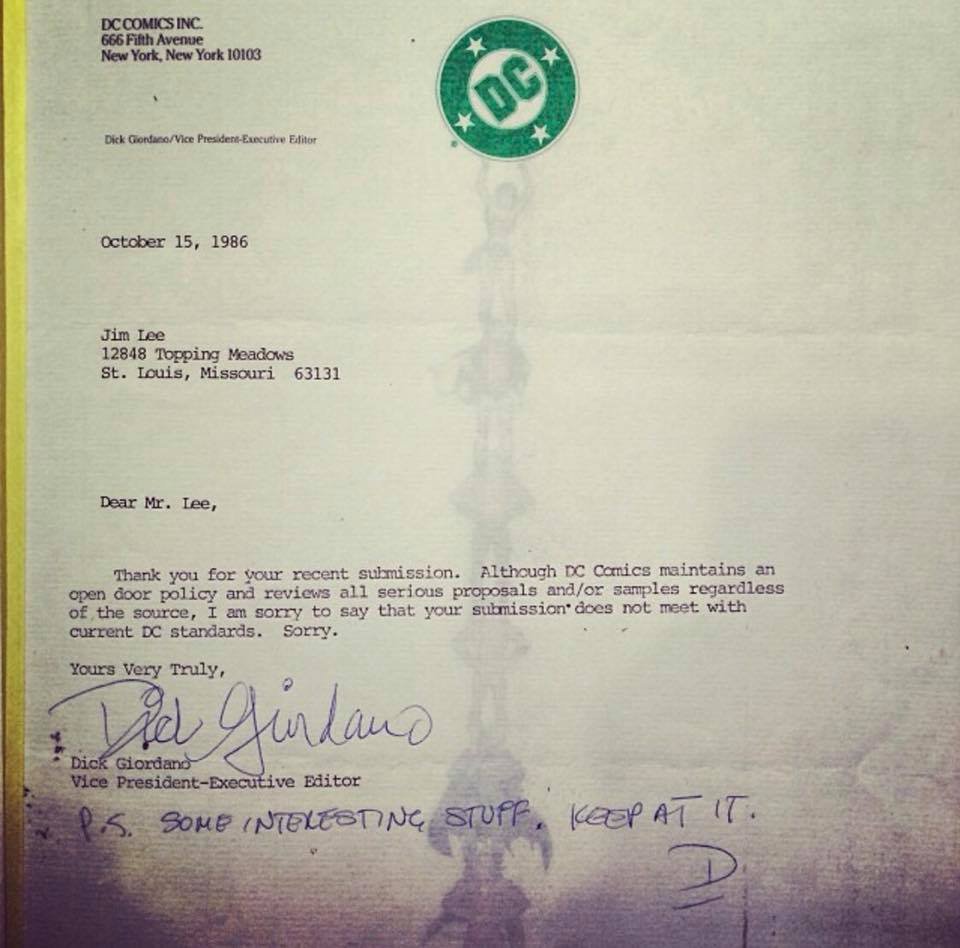 DC COMICS INC.
666 Fifth Avenue
New York, New York 10103
DC
Dick Giordano/Vice President-Executive Editor
October 15, 1986
Jim Lee
12848 Topping Meadows
St. Louis, Missouri 63131
Dear Mr. Lee,
Thank you for your recent submission. Although DC Comics maintains an
open door policy and reviews all serious proposals and/or samples regardless
of the source, I am sorry to say that your submission does not meet with
current DC standards. Sorry.
Yours Very Truly,
Dick Giordano
Dick Giordano
Vice President-Executive Editor
P.S. SOME INTERESTING STUFF. KEEP AT IT.
D